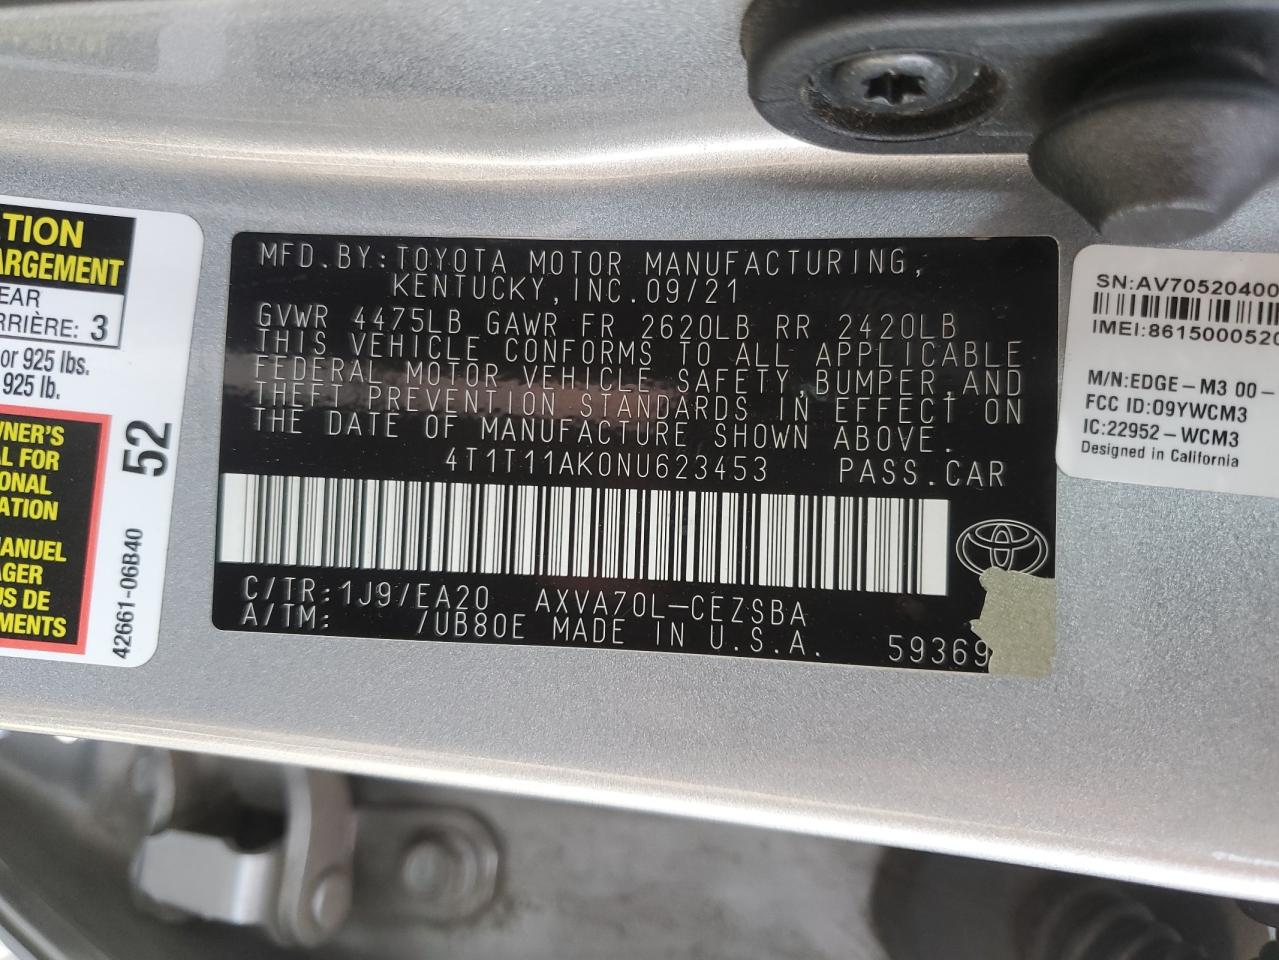 TION
ARGEMENT
EAR
RRIÈRE: 3
or 925 lbs.
925 lb.
NER'S
L FOR
ONAL
ATION
MANUEL
AGER
S DE
MENTS
52
42661-06B40
MFD.BY:TOYOTA MOTOR MANUFACTURING,
KENTUCKY,INC.09/21
GVWR 4475LB GAWR FR 2620LB RR 2420LB
THIS VEHICLE CONFORMS TO ALL APPLICABLE
FEDERAL MOTOR VEHICLE SAFETY,BUMPER,AND
THEFT PREVENTION STANDARDS IN EFFECT ON
THE DATE OF MANUFACTURE SHOWN ABOVE.
4T1T11AK0NU623453 PASS.CAR
C/TR:1J9/EA20 AXVA70L-CEZSBA
A/TM: /UB80E MADE IN U.S.A. 59369
SN:AV70520400
IMEI:8615000520
M/N:EDGE-M3 00-
FCC ID:09YWCM3
IC:22952-WCM3
Designed in California